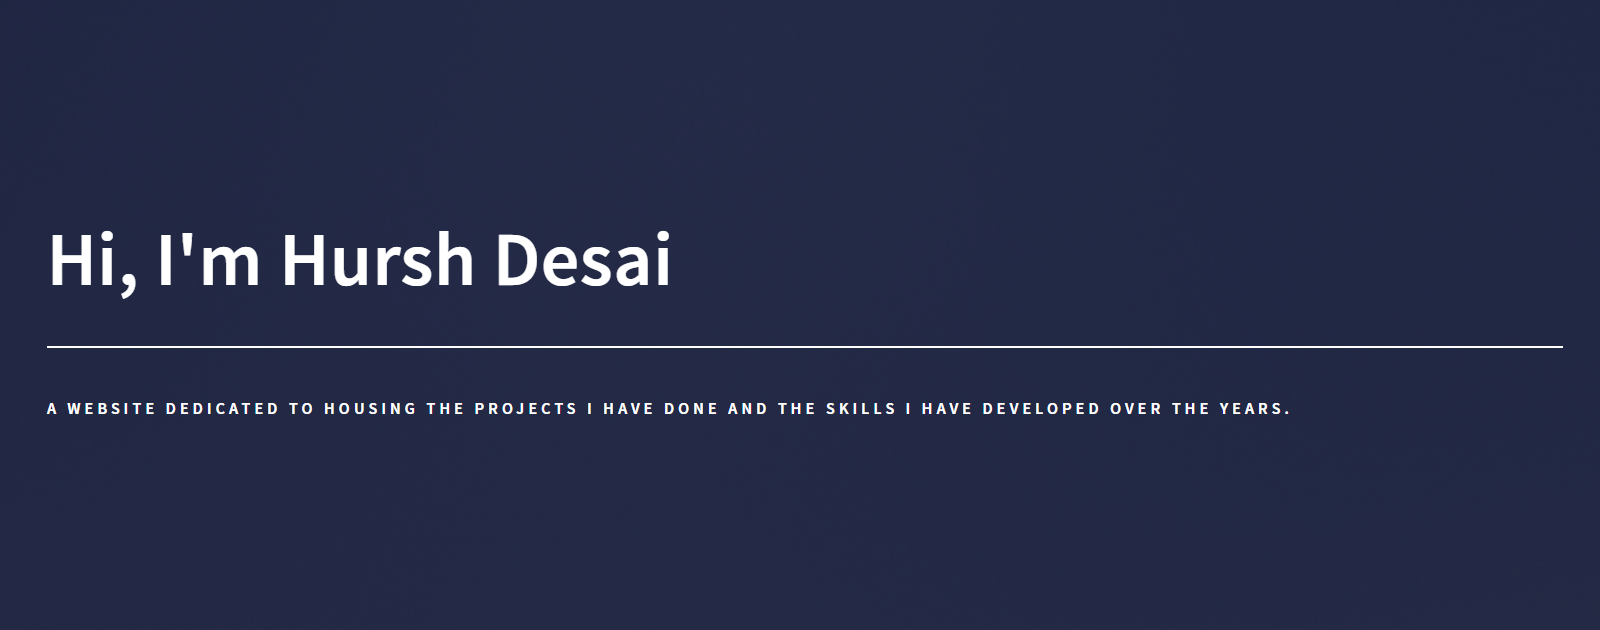 Hi, I'm Hursh Desai
A WEBSITE DEDICATED TO HOUSING THE PROJECTS I HAVE DONE AND THE SKILLS I HAVE DEVELOPED OVER THE YEARS.